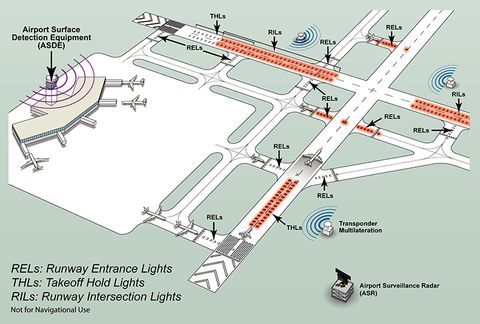 Airport Surface
Detection Equipment
(ASDE)
THLs
RELs
RILs
RELs
RELs
RILs
RELs
RELs
RELs
RELs
RELs
THLs
RELs
Transponder
Multilateration
Airport Surveillance Radar
(ASR)
RELs: Runway Entrance Lights
THLs: Takeoff Hold Lights
RILs: Runway Intersection Lights
Not for Navigational Use